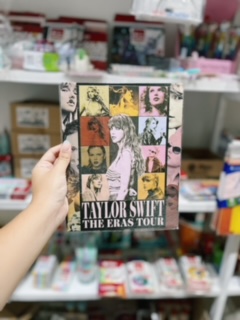 TAYLOR SWIFT
THE ERAS TOUR